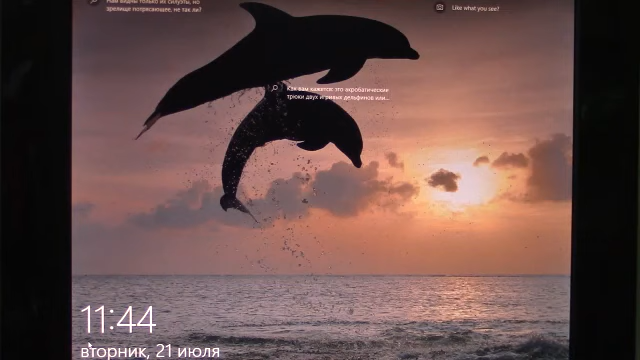 Нам видны только их силуэты, но
зрелище потрясающее, не так ли?
Like what you see?
Как вам кажется: это акробатические
трюки двух игривых дельфинов или...
11:44
вторник, 21 июля